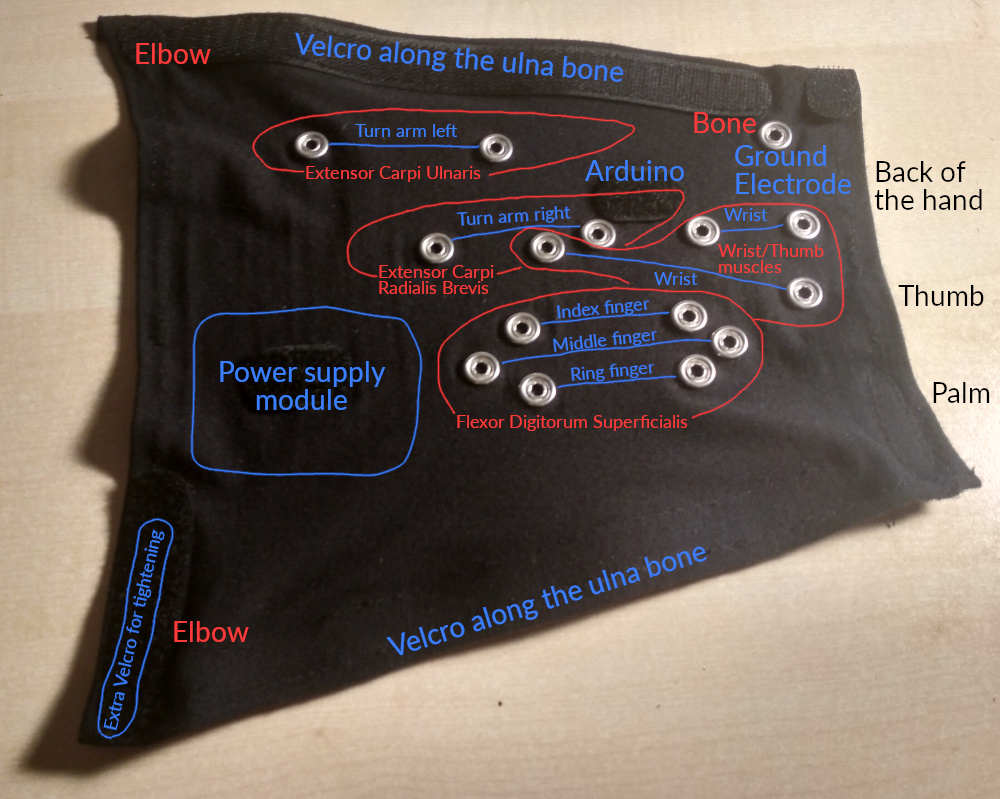 Elbow
Velcro along the ulna bone
Turn arm left
Extensor Carpi Ulnaris
Bone
Ground
Electrode
Back of
the hand
Arduino
Turn arm right
Extensor Carpi
Radialis Brevis
Wrist
Wrist/Thumb
muscles
Wrist
Thumb
Index finger
Middle finger
Ring finger
Flexor Digitorum Superficialis
Power supply
module
Palm
Extra Velcro for tightening
Elbow
Velcro along the ulna bone